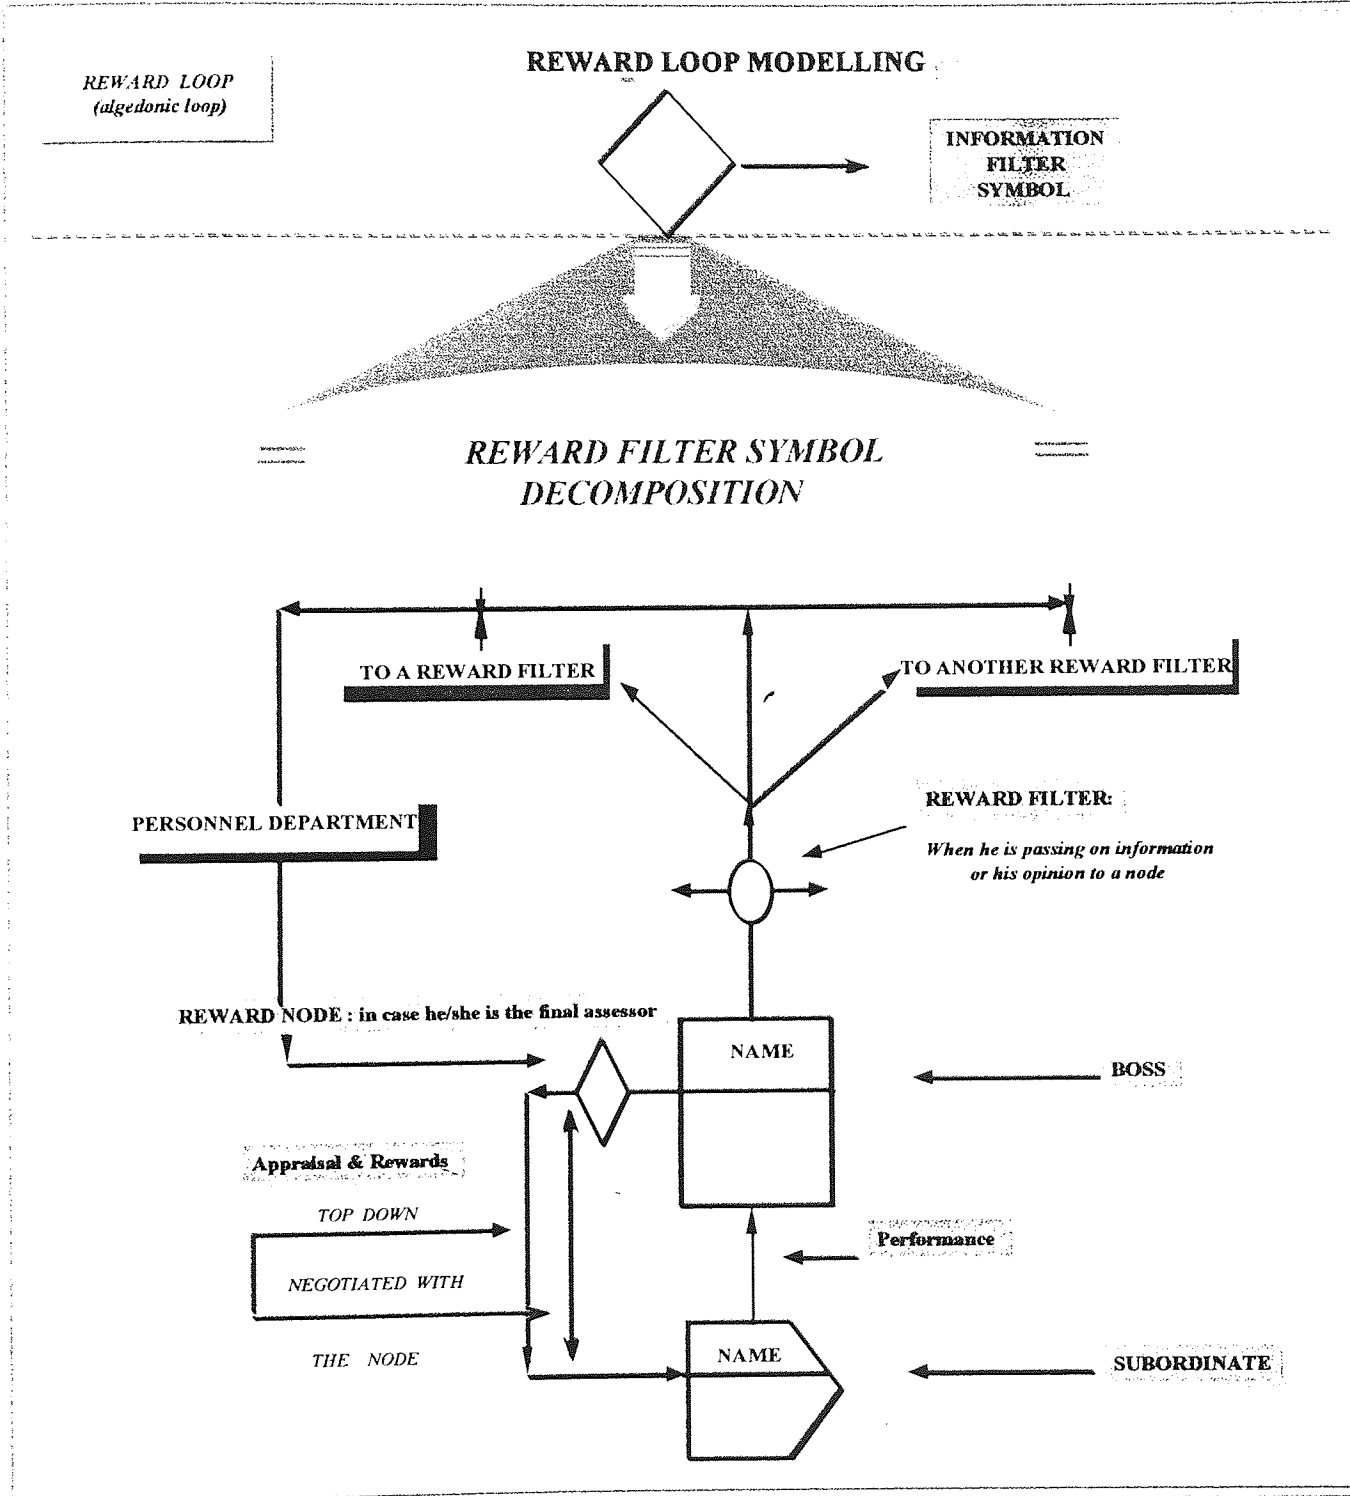 REWARD LOOP MODELLING
REWARD LOOP
(algedonic loop)
INFORMATION
FILTER
SYMBOL
REWARD FILTER SYMBOL
DECOMPOSITION
TO A REWARD FILTER
TO ANOTHER REWARD FILTER
PERSONNEL DEPARTMENT
REWARD FILTER:
When he is passing on information
or his opinion to a node
REWARD NODE : in case he/she is the final assessor
NAME
BOSS
Appraisal & Rewards
TOP DOWN
Performance
NEGOTIATED WITH
THE NODE
NAME
SUBORDINATE